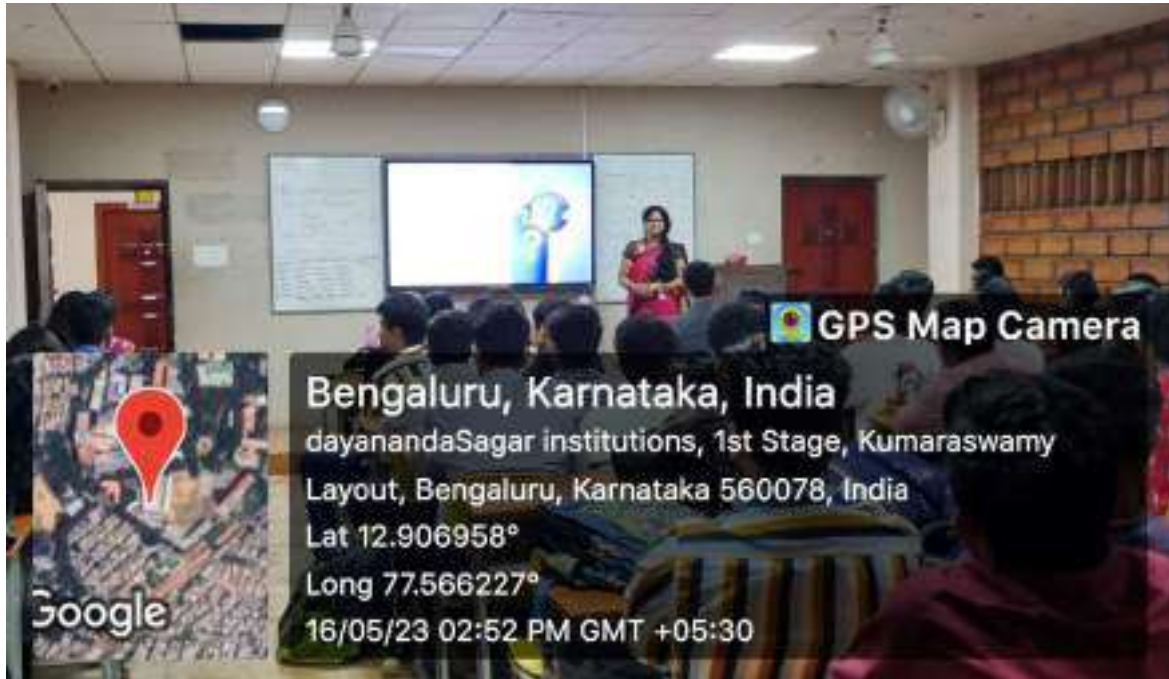 GPS Map Camera
Bengaluru, Karnataka, India
dayanandaSagar institutions, 1st Stage, Kumaraswamy
Layout, Bengaluru, Karnataka 560078, India
Lat 12.906958°
Long 77.566227°
16/05/23 02:52 PM GMT +05:30
Google